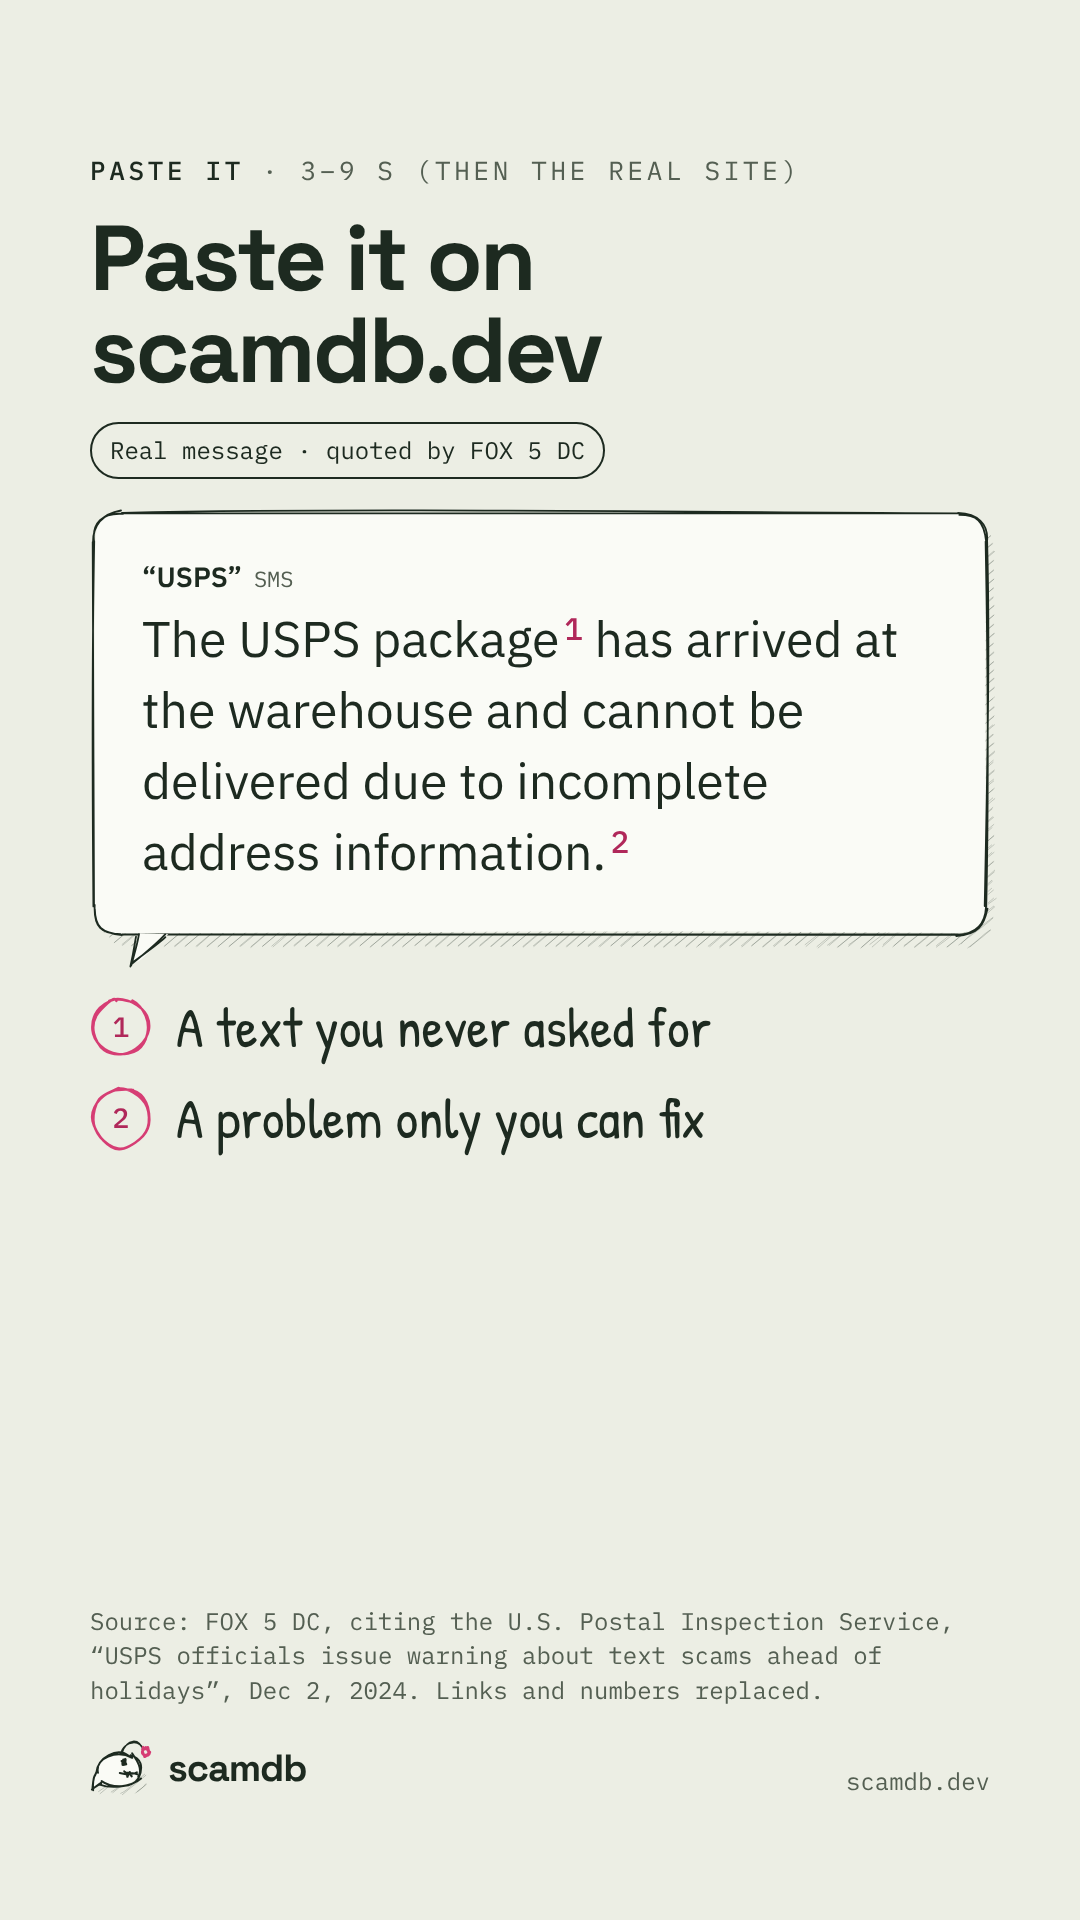 PASTE IT · 3–9 S (THEN THE REAL SITE)
Paste it on
scamdb.dev
Real message · quoted by FOX 5 DC
“USPS” SMS
The USPS package¹ has arrived at
the warehouse and cannot be
delivered due to incomplete
address information.²
1 A text you never asked for
2 A problem only you can fix
Source: FOX 5 DC, citing the U.S. Postal Inspection Service,
“USPS officials issue warning about text scams ahead of
holidays”, Dec 2, 2024. Links and numbers replaced.
scamdb
scamdb.dev